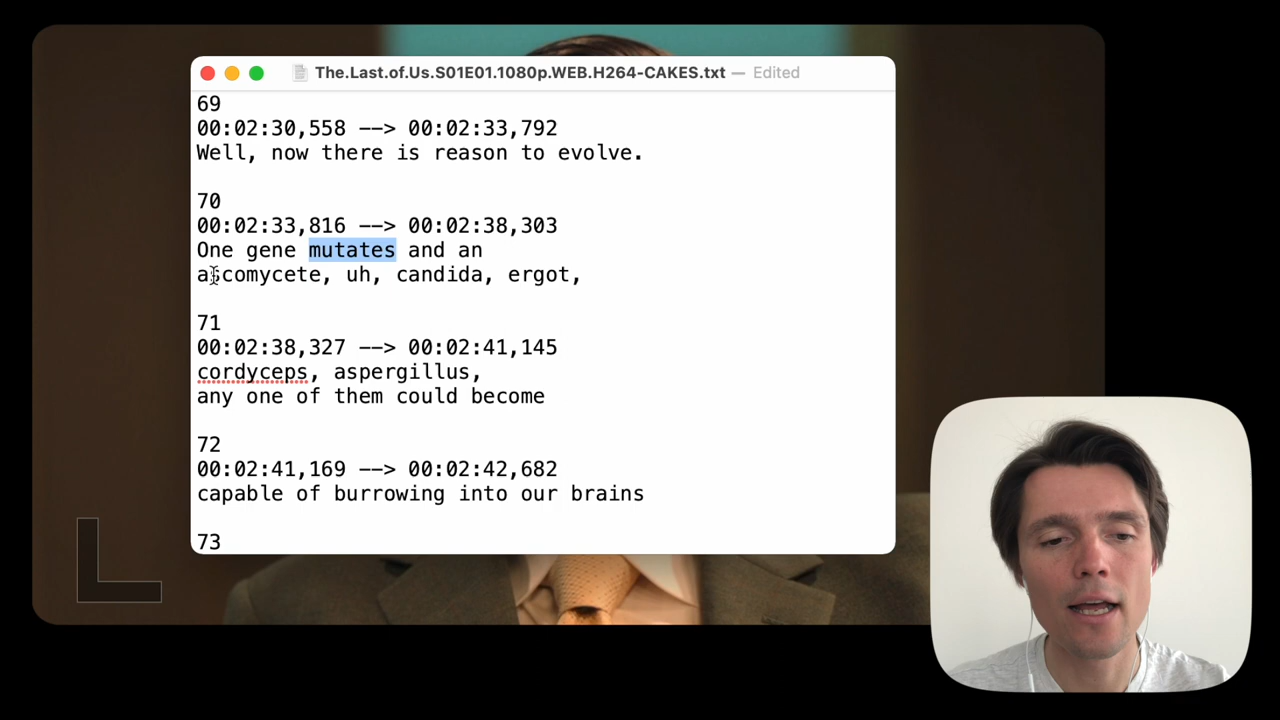 The.Last.of.Us.S01E01.1080p.WEB.H264-CAKES.txt — Edited
69
00:02:30,558 --> 00:02:33,792
Well, now there is reason to evolve.
70
00:02:33,816 --> 00:02:38,303
One gene mutates and an
ascomycete, uh, candida, ergot,
71
00:02:38,327 --> 00:02:41,145
cordyceps, aspergillus,
any one of them could become
72
00:02:41,169 --> 00:02:42,682
capable of burrowing into our brains
73